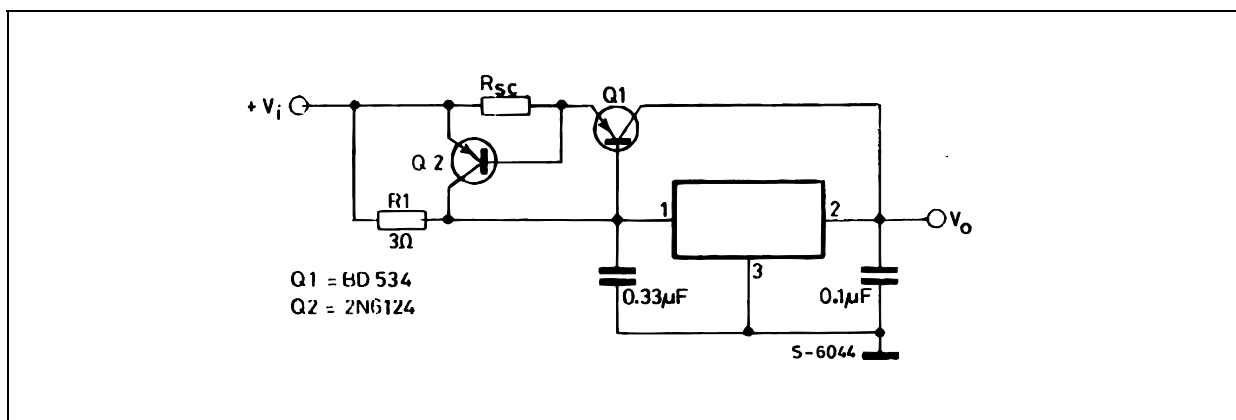 + Vi
Rsc
Q1
Q 2
R1
3Ω
1
2
Vo
3
Q1 = BD 534
Q2 = 2N6124
0.33µF
0.1µF
S-6044